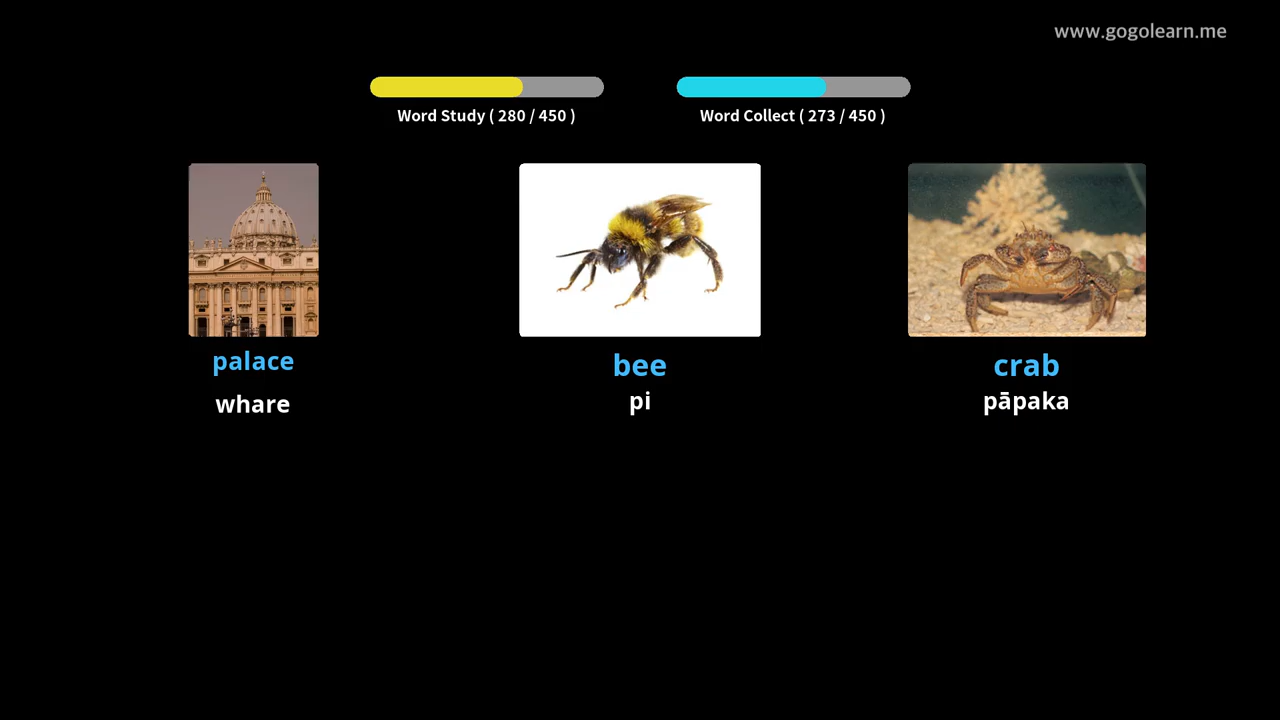 www.gogolearn.me
Word Study ( 280 / 450 )
Word Collect ( 273 / 450 )
palace
whare
bee
pi
crab
pāpaka